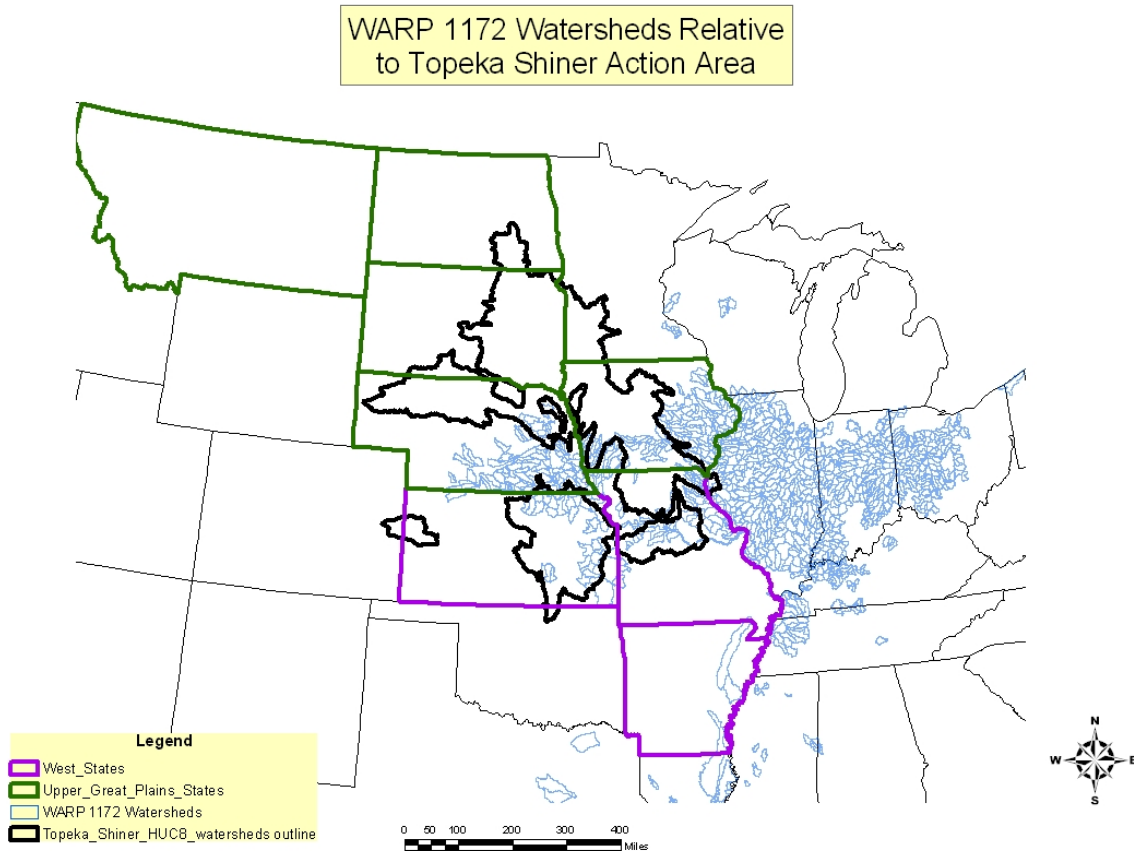 WARP 1172 Watersheds Relative
to Topeka Shiner Action Area
Legend
West_States
Upper_Great_Plains_States
WARP 1172 Watersheds
Topeka_Shiner_HUC8_watersheds outline
0 50 100 200 300 400
Miles
N
W E
S